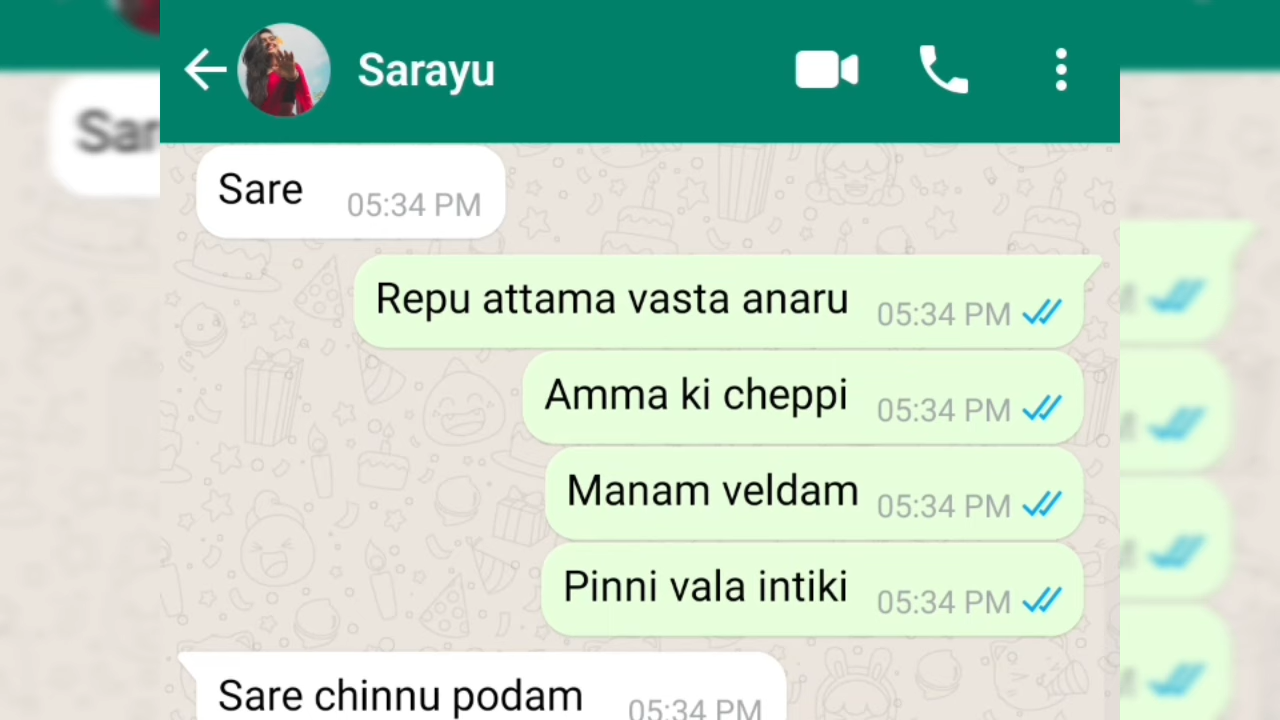 Sarayu
Sar
Sare 05:34 PM
Repu attama vasta anaru 05:34 PM
Amma ki cheppi 05:34 PM
Manam veldam 05:34 PM
Pinni vala intiki 05:34 PM
Sare chinnu podam 05:34 PM